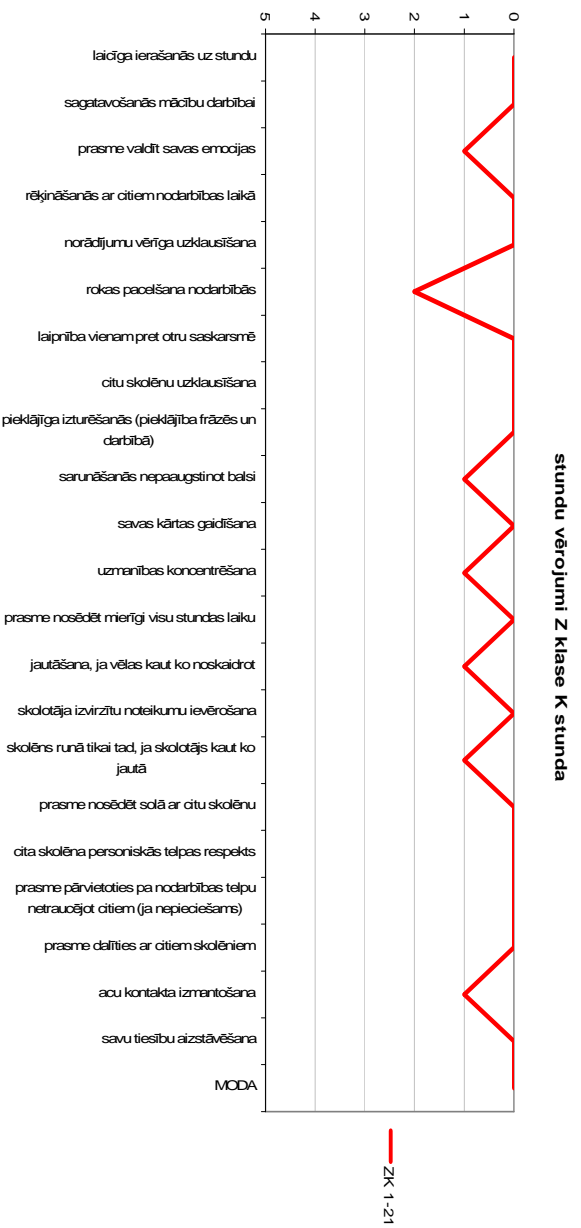 stundu vērojumi Z klase K stunda
5
4
3
2
1
0
laicīga ierašanās uz stundu
sagatavošanās mācību darbībai
prasme valdīt savas emocijas
rēķināšanās ar citiem nodarbības laikā
norādījumu vērīga uzklausīšana
rokas pacelšana nodarbībās
laipnība vienam pret otru saskarsmē
citu skolēnu uzklausīšana
pieklājīga izturēšanās (pieklājība frāzēs un
darbībā)
sarunāšanās nepaaugstinot balsi
savas kārtas gaidīšana
uzmanības koncentrēšana
prasme nosēdēt mierīgi visu stundas laiku
jautāšana, ja vēlas kaut ko noskaidrot
skolotāja izvirzītu noteikumu ievērošana
skolēns runā tikai tad, ja skolotājs kaut ko
jautā
prasme nosēdēt solā ar citu skolēnu
cita skolēna personiskās telpas respekts
prasme pārvietoties pa nodarbības telpu
netraucējot citiem (ja nepieciešams)
prasme dalīties ar citiem skolēniem
acu kontakta izmantošana
savu tiesību aizstāvēšana
MODA
ZK 1-21